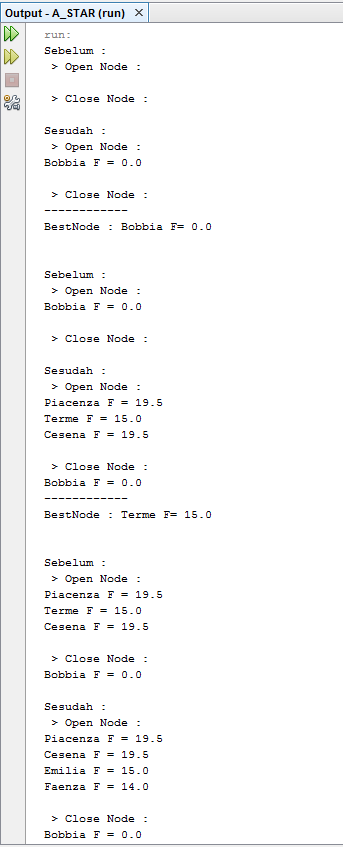 Output - A_STAR (run) ×
run:
Sebelum :
> Open Node :
> Close Node :
Sesudah :
> Open Node :
Bobbia F = 0.0
> Close Node :
------------
BestNode : Bobbia F= 0.0
Sebelum :
> Open Node :
Bobbia F = 0.0
> Close Node :
Sesudah :
> Open Node :
Piacenza F = 19.5
Terme F = 15.0
Cesena F = 19.5
> Close Node :
Bobbia F = 0.0
------------
BestNode : Terme F= 15.0
Sebelum :
> Open Node :
Piacenza F = 19.5
Terme F = 15.0
Cesena F = 19.5
> Close Node :
Bobbia F = 0.0
Sesudah :
> Open Node :
Piacenza F = 19.5
Cesena F = 19.5
Emilia F = 15.0
Faenza F = 14.0
> Close Node :
Bobbia F = 0.0